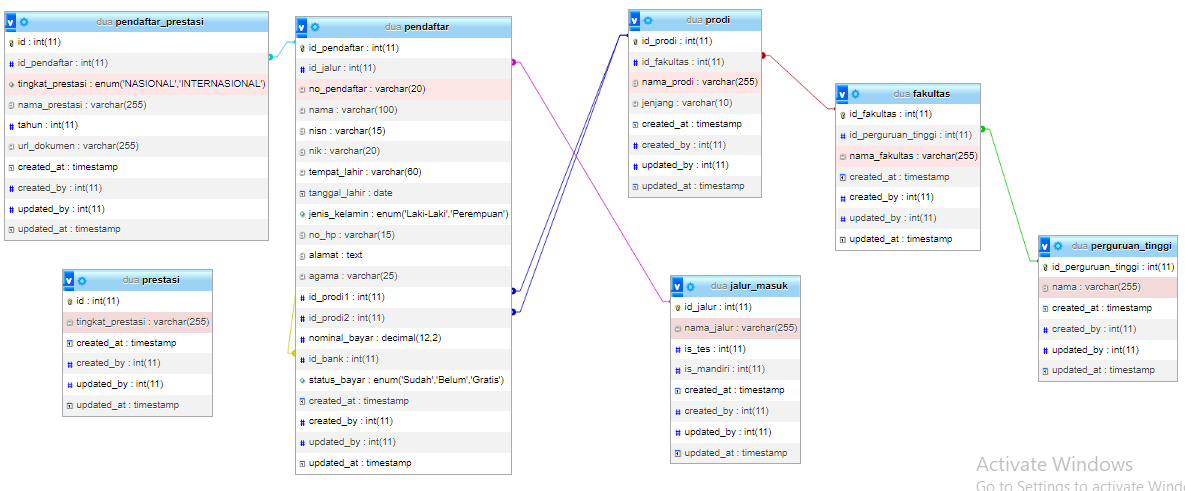 dua pendaftar_prestasi
id : int(11)
id_pendaftar : int(11)
tingkat_prestasi : enum('NASIONAL','INTERNASIONAL')
nama_prestasi : varchar(255)
tahun : int(11)
url_dokumen : varchar(255)
created_at : timestamp
created_by : int(11)
updated_by : int(11)
updated_at : timestamp
dua prestasi
id : int(11)
tingkat_prestasi : varchar(255)
created_at : timestamp
created_by : int(11)
updated_by : int(11)
updated_at : timestamp
dua pendaftar
id_pendaftar : int(11)
id_jalur : int(11)
no_pendaftar : varchar(20)
nama : varchar(100)
nisn : varchar(15)
nik : varchar(20)
tempat_lahir : varchar(60)
tanggal_lahir : date
jenis_kelamin : enum('Laki-Laki','Perempuan')
no_hp : varchar(15)
alamat : text
agama : varchar(25)
id_prodi1 : int(11)
id_prodi2 : int(11)
nominal_bayar : decimal(12,2)
id_bank : int(11)
status_bayar : enum('Sudah','Belum','Gratis')
created_at : timestamp
created_by : int(11)
updated_by : int(11)
updated_at : timestamp
dua prodi
id_prodi : int(11)
id_fakultas : int(11)
nama_prodi : varchar(255)
jenjang : varchar(10)
created_at : timestamp
created_by : int(11)
updated_by : int(11)
updated_at : timestamp
dua jalur_masuk
id_jalur : int(11)
nama_jalur : varchar(255)
is_tes : int(11)
is_mandiri : int(11)
created_at : timestamp
created_by : int(11)
updated_by : int(11)
updated_at : timestamp
dua fakultas
id_fakultas : int(11)
id_perguruan_tinggi : int(11)
nama_fakultas : varchar(255)
created_at : timestamp
created_by : int(11)
updated_by : int(11)
updated_at : timestamp
dua perguruan_tinggi
id_perguruan_tinggi : int(11)
nama : varchar(255)
created_at : timestamp
created_by : int(11)
updated_by : int(11)
updated_at : timestamp
Activate Windows
Go to Settings to activate Wind